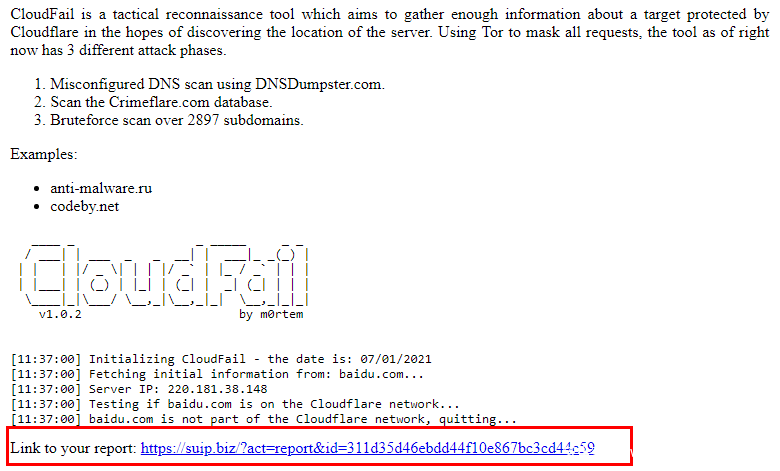 CloudFail is a tactical reconnaissance tool which aims to gather enough information about a target protected by
Cloudflare in the hopes of discovering the location of the server. Using Tor to mask all requests, the tool as of right
now has 3 different attack phases.
1. Misconfigured DNS scan using DNSDumpster.com.
2. Scan the Crimeflare.com database.
3. Bruteforce scan over 2897 subdomains.
Examples:
• anti-malware.ru
• codeby.net
CloudFail
v1.0.2 by m0rtem
[11:37:00] Initializing CloudFail - the date is: 07/01/2021
[11:37:00] Fetching initial information from: baidu.com...
[11:37:00] Server IP: 220.181.38.148
[11:37:00] Testing if baidu.com is on the Cloudflare network...
[11:37:00] baidu.com is not part of the Cloudflare network, quitting...
Link to your report: https://suip.biz/?act=report&id=311d35d46ebdd44f10e867bc3cd44c59